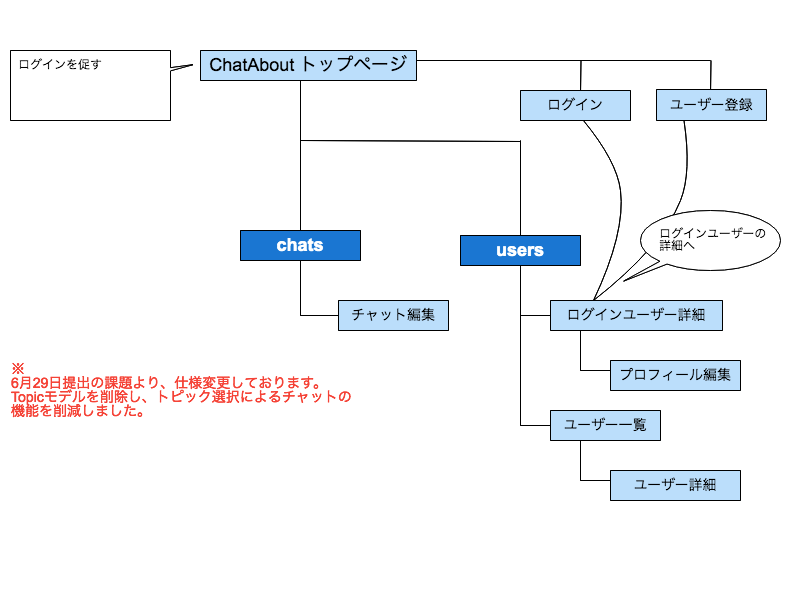 ログインを促す
ChatAbout トップページ
ログイン
ユーザー登録
ログインユーザーの
詳細へ
chats
users
チャット編集
ログインユーザー詳細
プロフィール編集
※
6月29日提出の課題より、仕様変更しております。
Topicモデルを削除し、トピック選択によるチャットの
機能を削減しました。
ユーザー一覧
ユーザー詳細